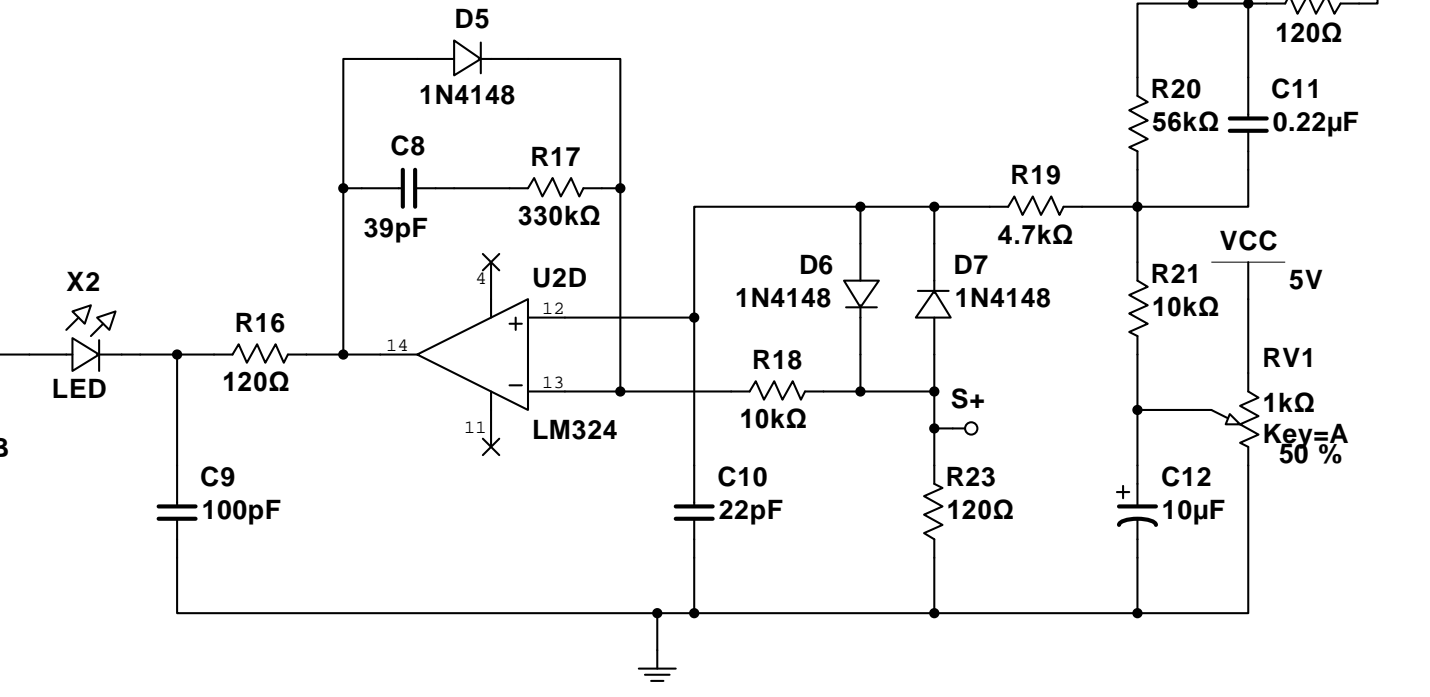 D5
1N4148
120Ω
R20
56kΩ
C11
0.22µF
C8
39pF
R17
330kΩ
R19
4.7kΩ
VCC
5V
X2
LED
R16
120Ω
4
U2D
12
+
14
−
13
11
LM324
D6
1N4148
D7
1N4148
R21
10kΩ
R18
10kΩ
S+
RV1
1kΩ
Key=A
50 %
C9
100pF
C10
22pF
R23
120Ω
+
C12
10µF